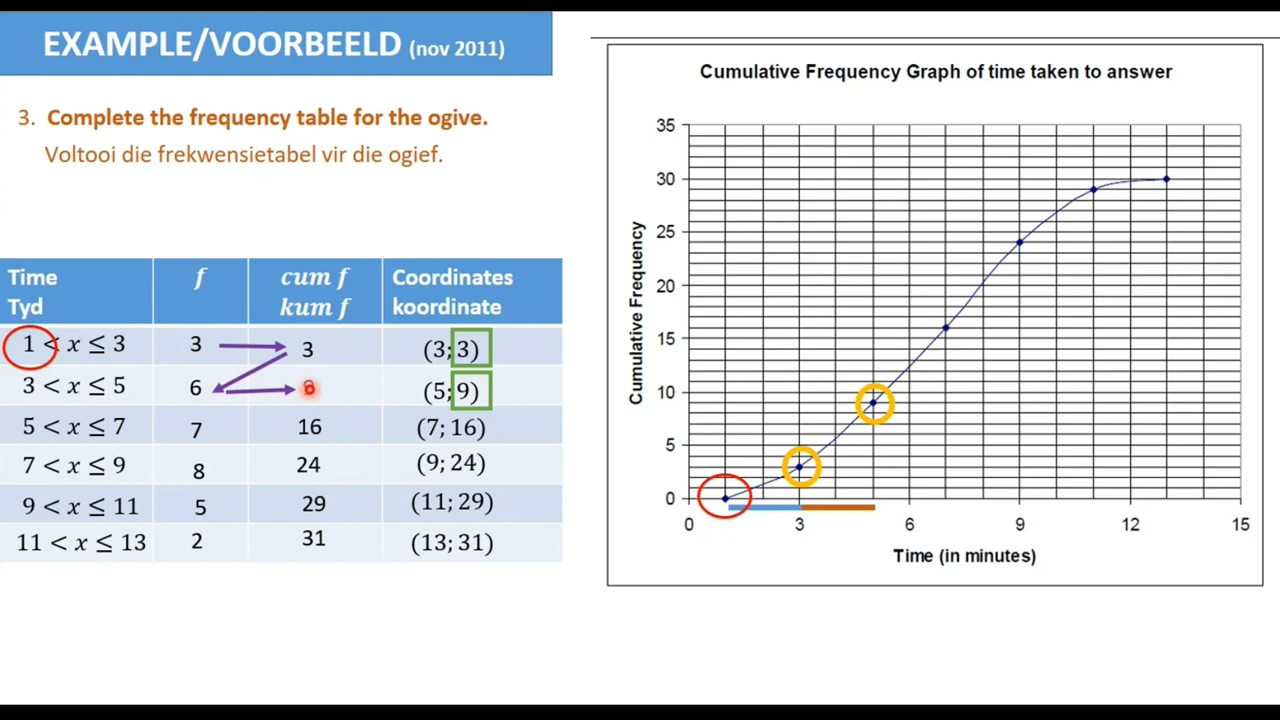 EXAMPLE/VOORBEELD (nov 2011)
3. Complete the frequency table for the ogive.
Voltooi die frekwensietabel vir die ogief.
Time f cum f Coordinates
Tyd kum f koordinate
1 < x ≤ 3 3 3 (3; 3)
3 < x ≤ 5 6 (5; 9)
5 < x ≤ 7 7 16 (7; 16)
7 < x ≤ 9 8 24 (9; 24)
9 < x ≤ 11 5 29 (11; 29)
11 < x ≤ 13 2 31 (13; 31)
Cumulative Frequency Graph of time taken to answer
Cumulative Frequency
35
30
25
20
15
10
5
0
0 3 6 9 12 15
Time (in minutes)